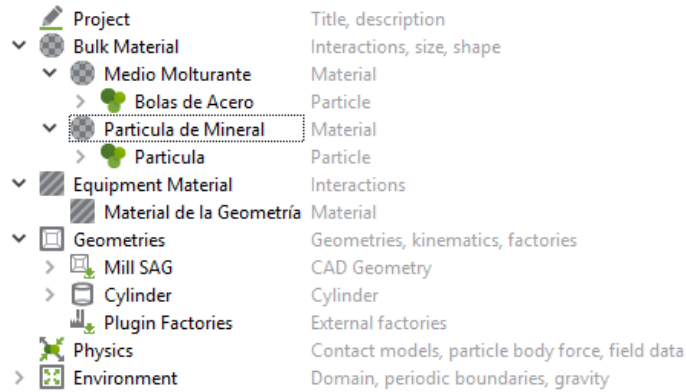 Project Title, description
Bulk Material Interactions, size, shape
Medio Molturante Material
Bolas de Acero Particle
Particula de Mineral Material
Particula Particle
Equipment Material Interactions
Material de la Geometría Material
Geometries Geometries, kinematics, factories
Mill SAG CAD Geometry
Cylinder Cylinder
Plugin Factories External factories
Physics Contact models, particle body force, field data
Environment Domain, periodic boundaries, gravity